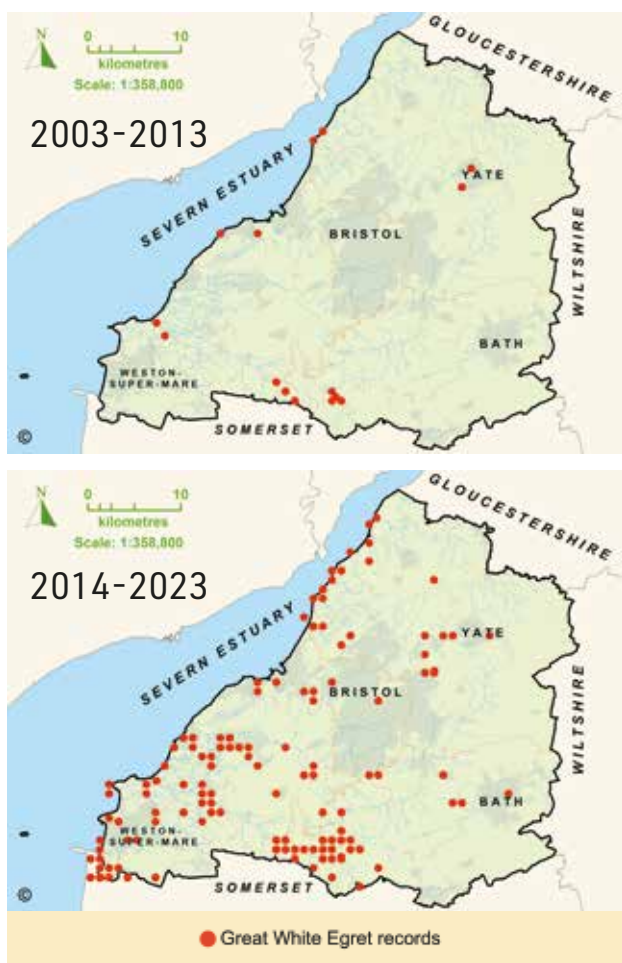 N
0
10
kilometres
Scale: 1:358,800
2003-2013
GLOUCESTERSHIRE
SEVERN ESTUARY
YATE
BRISTOL
WILTSHIRE
BATH
WESTON-
SUPER-MARE
SOMERSET
©
N
0
10
kilometres
Scale: 1:358,800
2014-2023
GLOUCESTERSHIRE
SEVERN ESTUARY
YATE
BRISTOL
WILTSHIRE
BATH
WESTON-
SUPER-MARE
SOMERSET
©
Great White Egret records